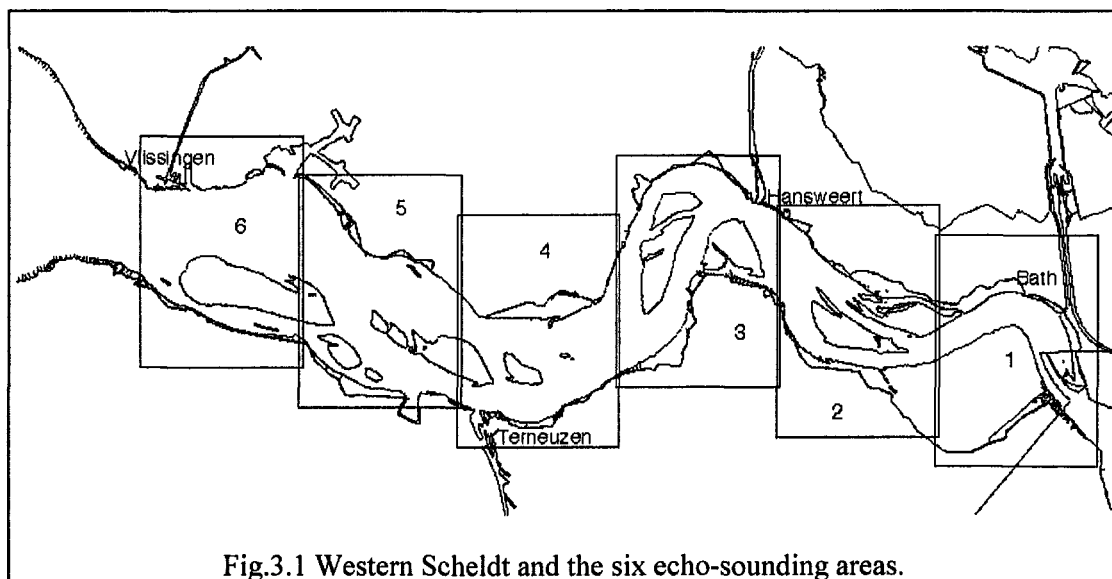 Vlissingen
6
5
4
Hansweert
3
Bath
1
2
Terneuzen
Fig.3.1 Western Scheldt and the six echo-sounding areas.